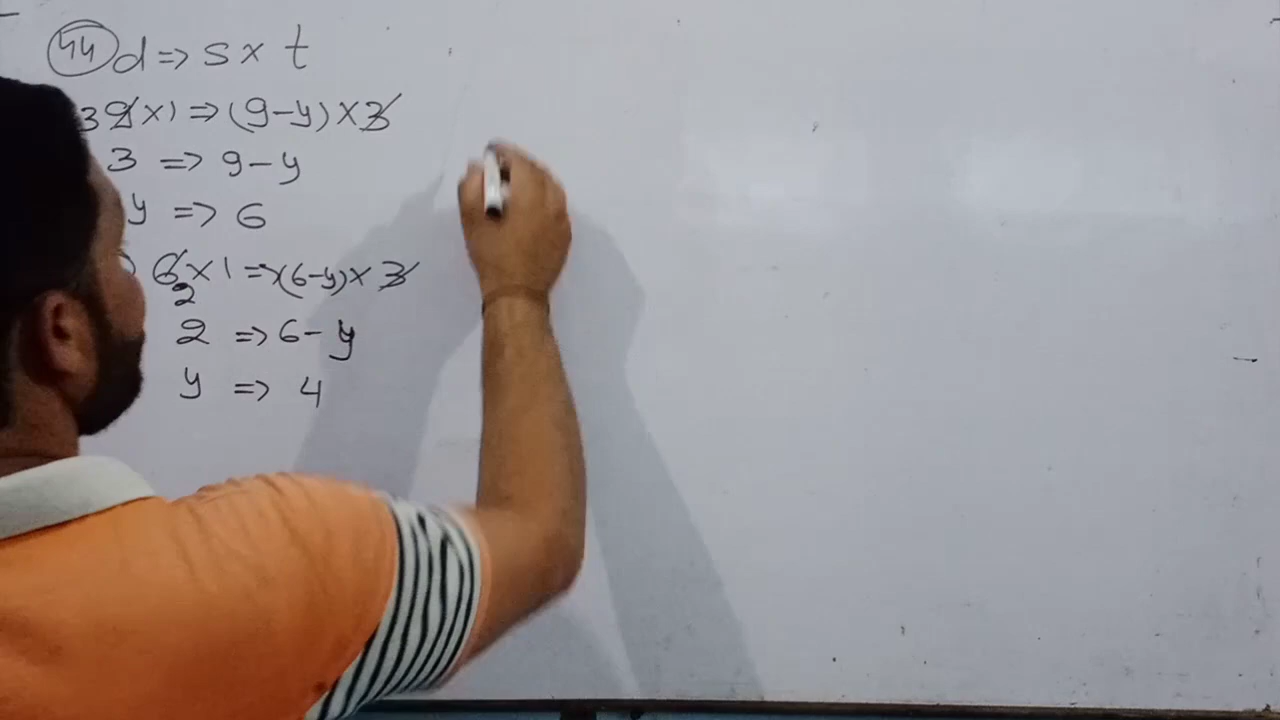 44 d => s x t
3 9 x 1 => (9-y) x 3
3 => 9-y
y => 6
6 x 1 => (6-y) x 3
2
2 => 6-y
y => 4